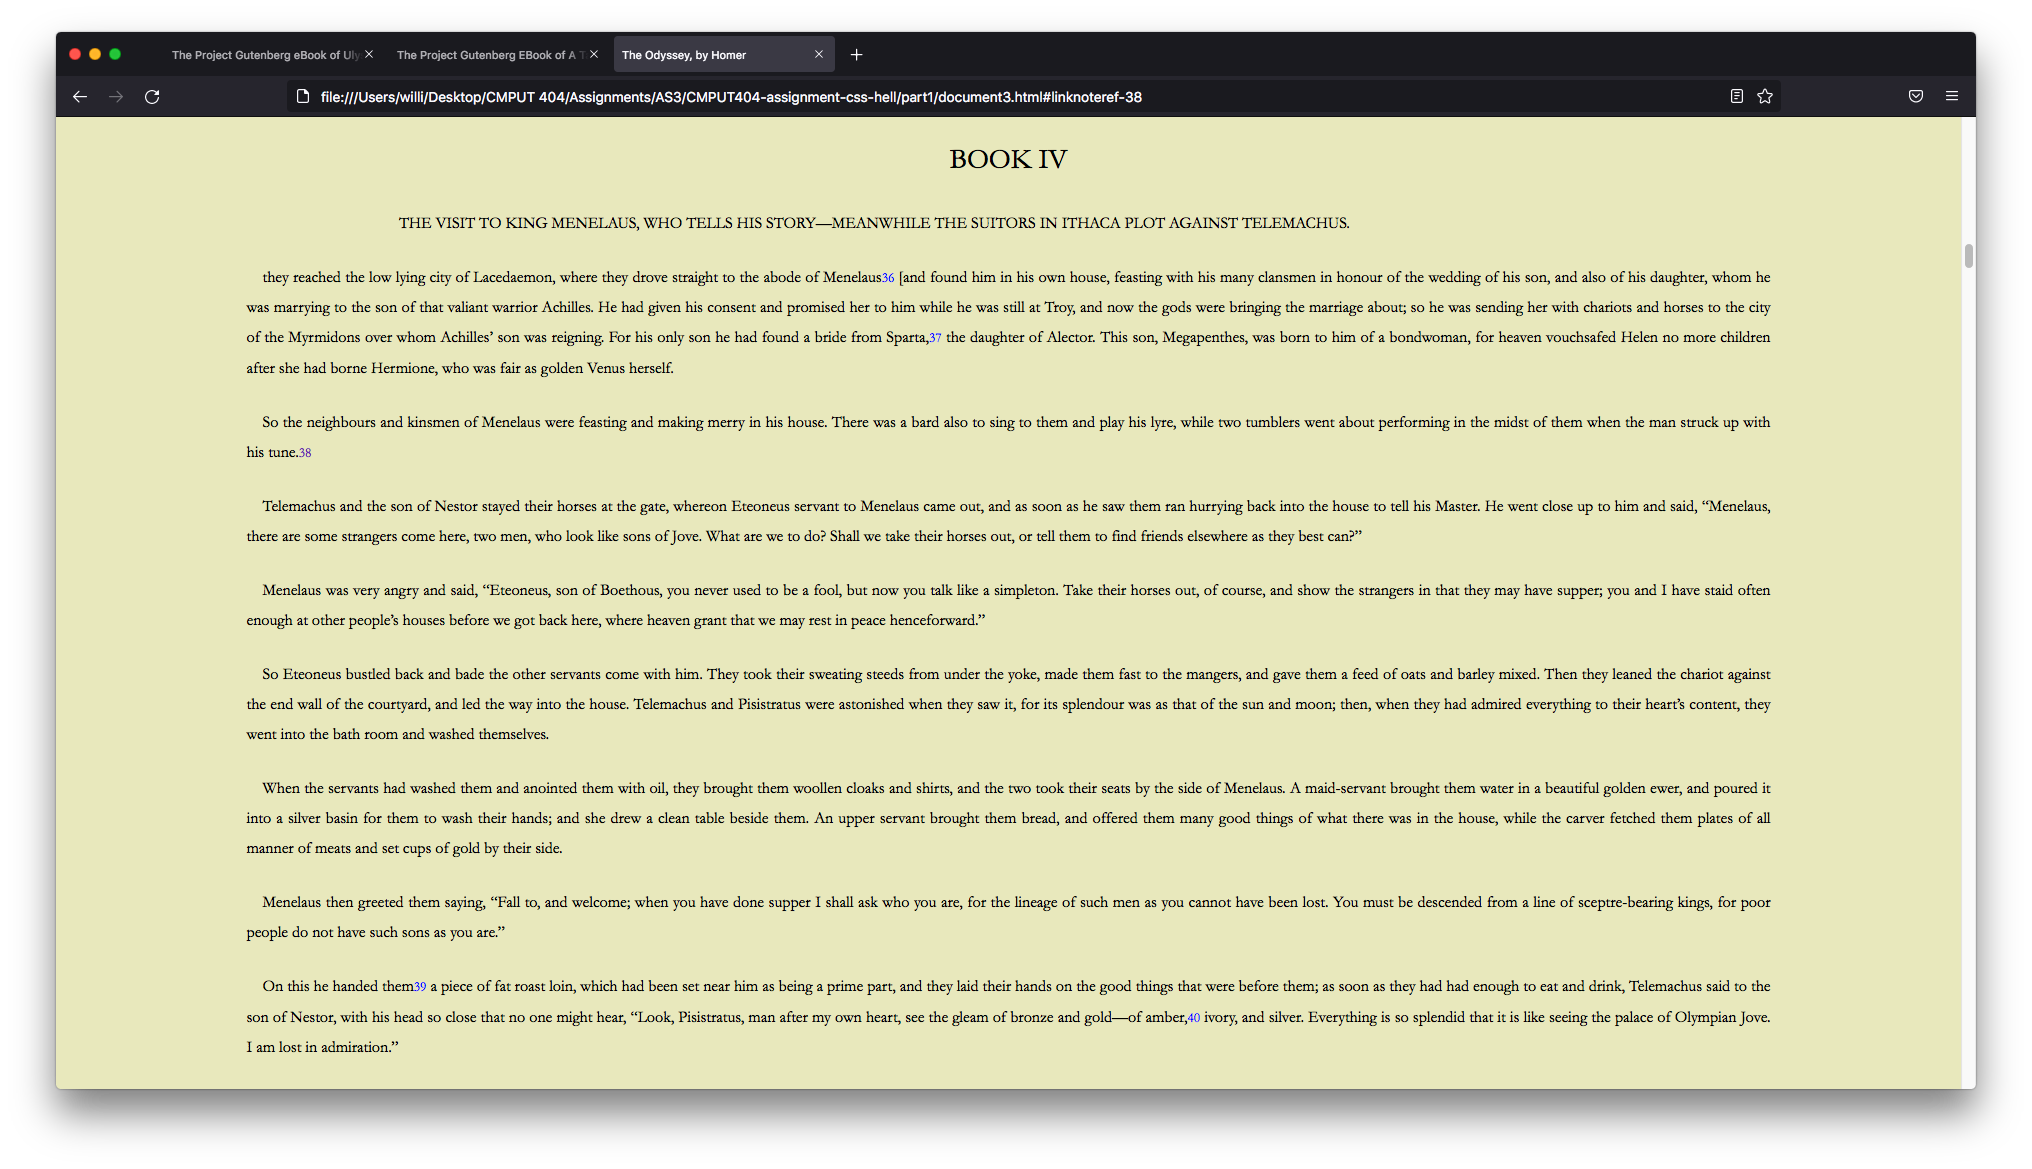 The Project Gutenberg eBook of Uly
The Project Gutenberg EBook of A T
The Odyssey, by Homer
file:///Users/willi/Desktop/CMPUT 404/Assignments/AS3/CMPUT404-assignment-css-hell/part1/document3.html#linknoteref-38
BOOK IV
THE VISIT TO KING MENELAUS, WHO TELLS HIS STORY—MEANWHILE THE SUITORS IN ITHACA PLOT AGAINST TELEMACHUS.
they reached the low lying city of Lacedaemon, where they drove straight to the abode of Menelaus36 [and found him in his own house, feasting with his many clansmen in honour of the wedding of his son, and also of his daughter, whom he
was marrying to the son of that valiant warrior Achilles. He had given his consent and promised her to him while he was still at Troy, and now the gods were bringing the marriage about; so he was sending her with chariots and horses to the city
of the Myrmidons over whom Achilles’ son was reigning. For his only son he had found a bride from Sparta,37 the daughter of Alector. This son, Megapenthes, was born to him of a bondwoman, for heaven vouchsafed Helen no more children
after she had borne Hermione, who was fair as golden Venus herself.
So the neighbours and kinsmen of Menelaus were feasting and making merry in his house. There was a bard also to sing to them and play his lyre, while two tumblers went about performing in the midst of them when the man struck up with
his tune.38
Telemachus and the son of Nestor stayed their horses at the gate, whereon Eteoneus servant to Menelaus came out, and as soon as he saw them ran hurrying back into the house to tell his Master. He went close up to him and said, “Menelaus,
there are some strangers come here, two men, who look like sons of Jove. What are we to do? Shall we take their horses out, or tell them to find friends elsewhere as they best can?”
Menelaus was very angry and said, “Eteoneus, son of Boethous, you never used to be a fool, but now you talk like a simpleton. Take their horses out, of course, and show the strangers in that they may have supper; you and I have staid often
enough at other people’s houses before we got back here, where heaven grant that we may rest in peace henceforward.”
So Eteoneus bustled back and bade the other servants come with him. They took their sweating steeds from under the yoke, made them fast to the mangers, and gave them a feed of oats and barley mixed. Then they leaned the chariot against
the end wall of the courtyard, and led the way into the house. Telemachus and Pisistratus were astonished when they saw it, for its splendour was as that of the sun and moon; then, when they had admired everything to their heart’s content, they
went into the bath room and washed themselves.
When the servants had washed them and anointed them with oil, they brought them woollen cloaks and shirts, and the two took their seats by the side of Menelaus. A maid-servant brought them water in a beautiful golden ewer, and poured it
into a silver basin for them to wash their hands; and she drew a clean table beside them. An upper servant brought them bread, and offered them many good things of what there was in the house, while the carver fetched them plates of all
manner of meats and set cups of gold by their side.
Menelaus then greeted them saying, “Fall to, and welcome; when you have done supper I shall ask who you are, for the lineage of such men as you cannot have been lost. You must be descended from a line of sceptre-bearing kings, for poor
people do not have such sons as you are.”
On this he handed them39 a piece of fat roast loin, which had been set near him as being a prime part, and they laid their hands on the good things that were before them; as soon as they had had enough to eat and drink, Telemachus said to the
son of Nestor, with his head so close that no one might hear, “Look, Pisistratus, man after my own heart, see the gleam of bronze and gold—of amber,40 ivory, and silver. Everything is so splendid that it is like seeing the palace of Olympian Jove.
I am lost in admiration.”